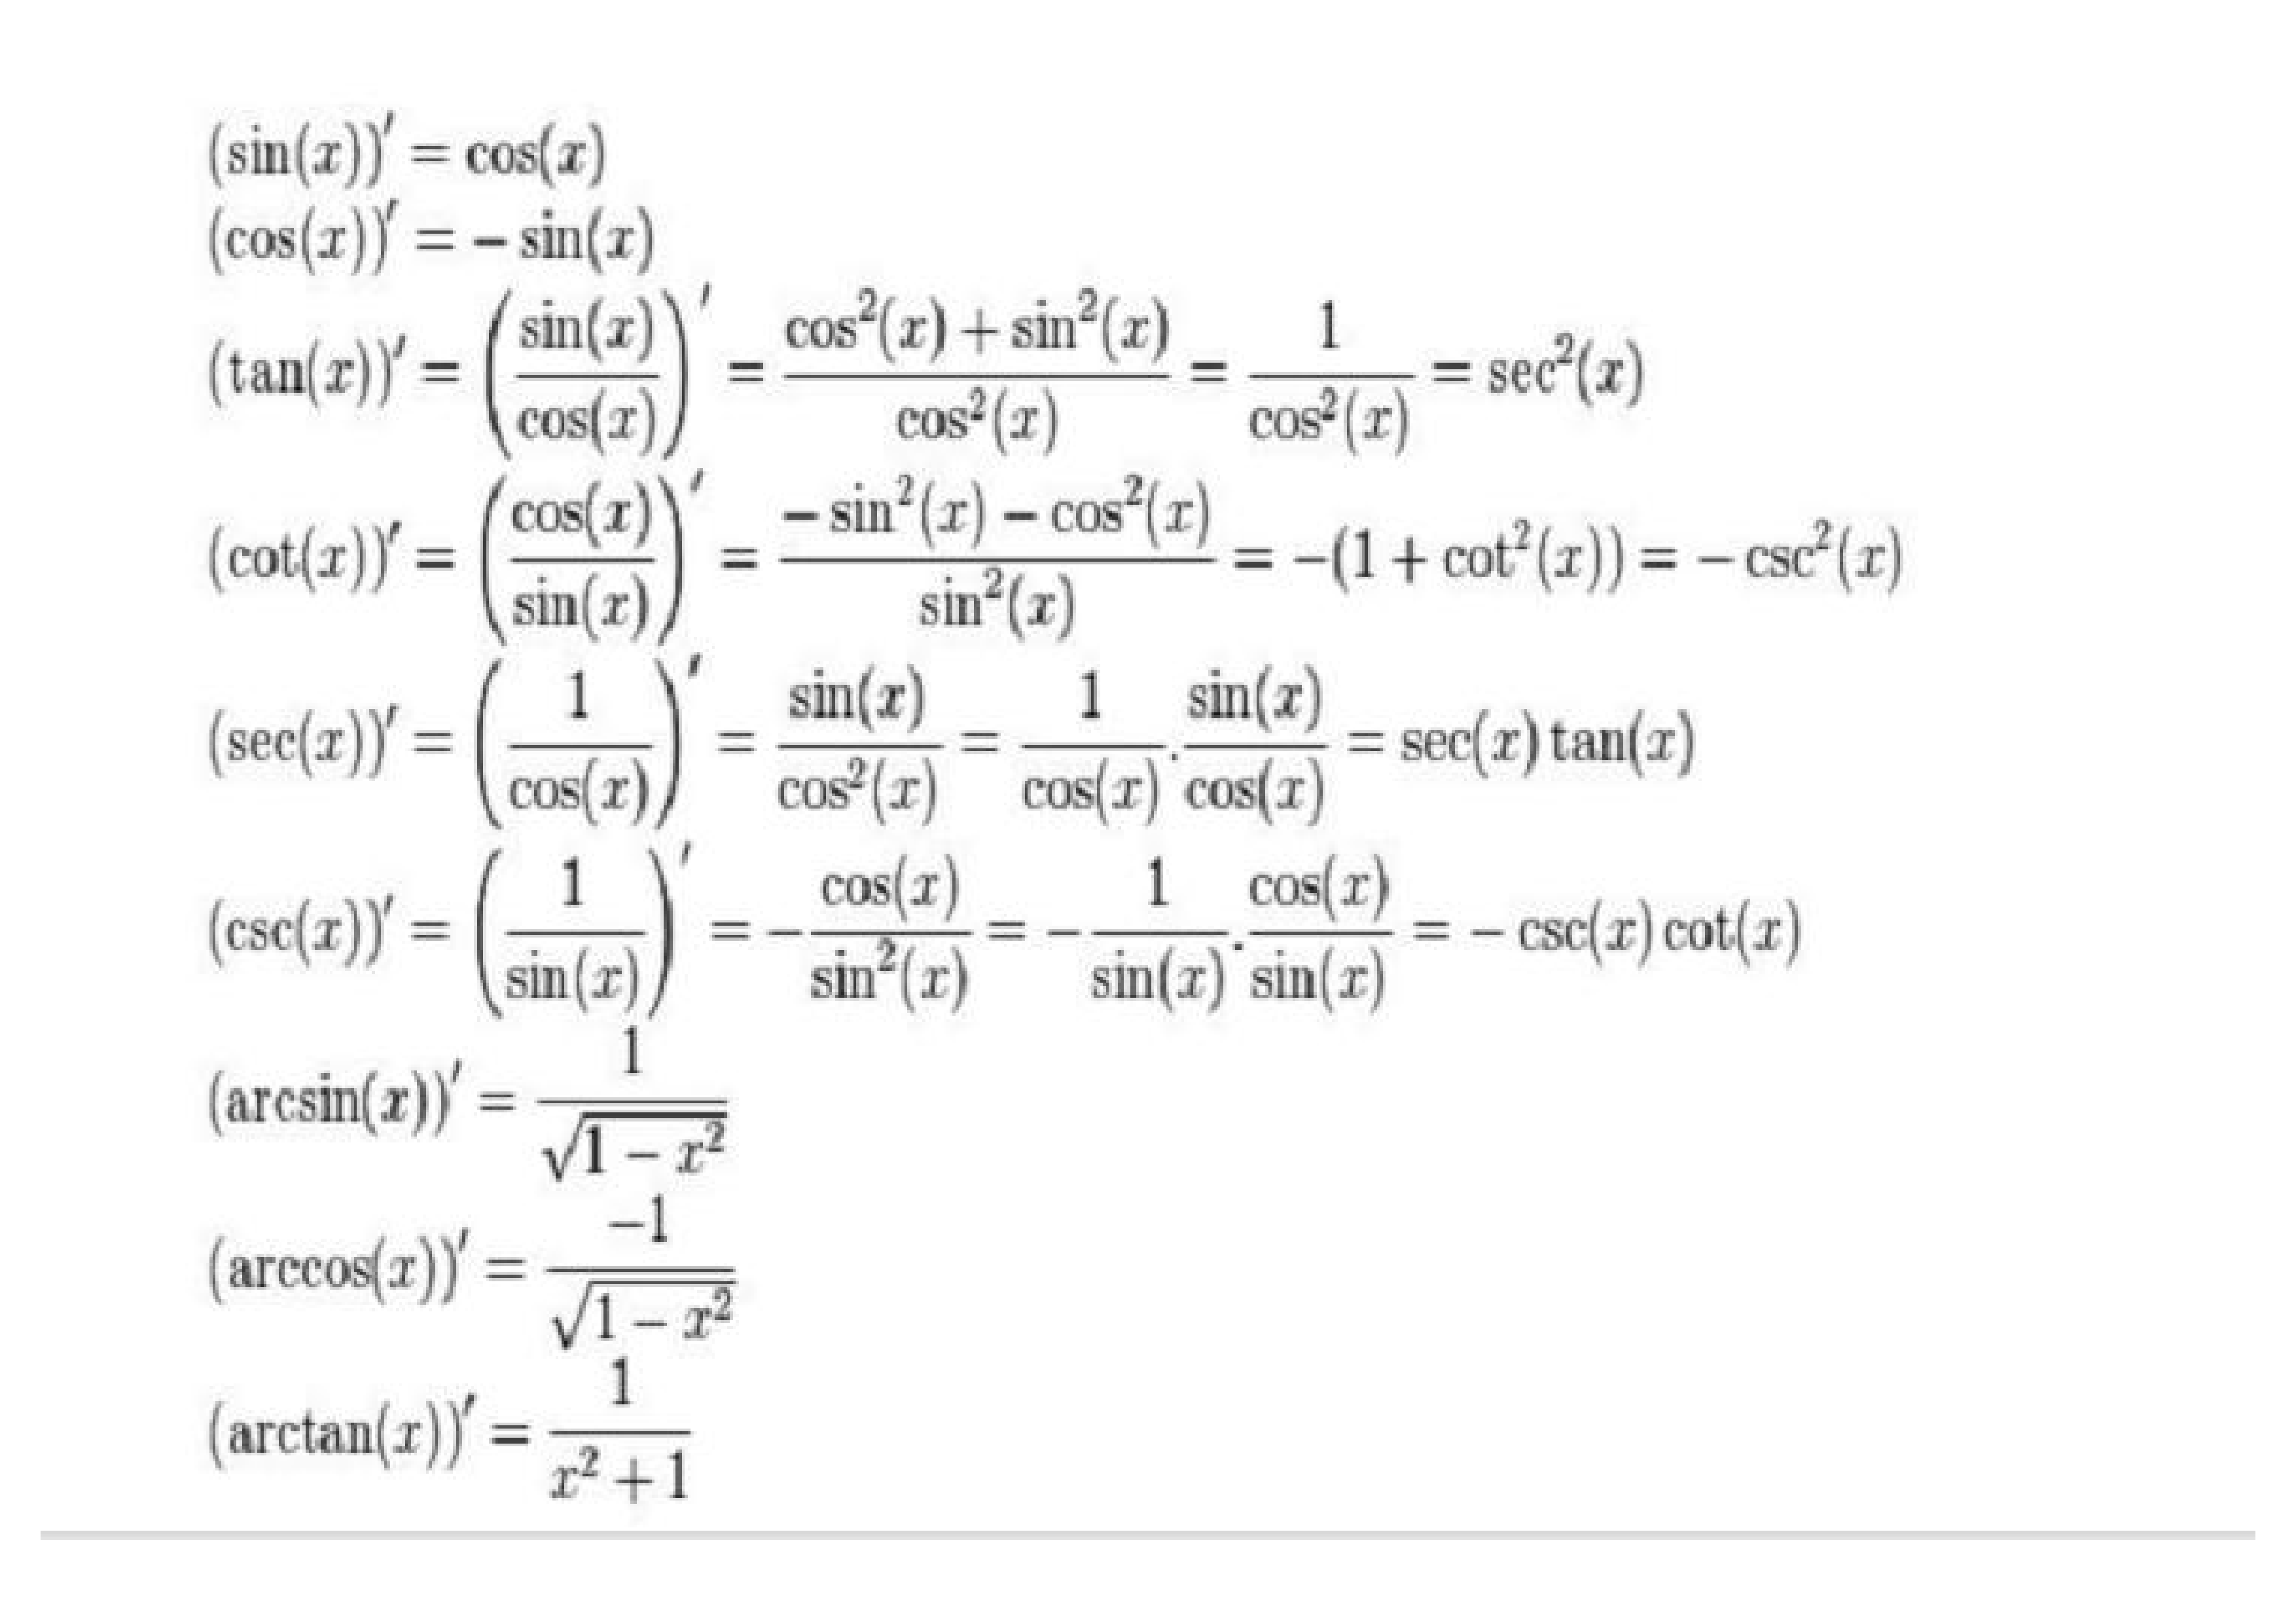 (sin(x))′ = cos(x)
(cos(x))′ = − sin(x)
(tan(x))′ = (sin(x)/cos(x))′ = (cos²(x) + sin²(x))/cos²(x) = 1/cos²(x) = sec²(x)
(cot(x))′ = (cos(x)/sin(x))′ = (− sin²(x) − cos²(x))/sin²(x) = −(1 + cot²(x)) = − csc²(x)
(sec(x))′ = (1/cos(x))′ = sin(x)/cos²(x) = 1/cos(x) . sin(x)/cos(x) = sec(x) tan(x)
(csc(x))′ = (1/sin(x))′ = − cos(x)/sin²(x) = − 1/sin(x) . cos(x)/sin(x) = − csc(x) cot(x)
(arcsin(x))′ = 1/√(1 − x²)
(arccos(x))′ = −1/√(1 − x²)
(arctan(x))′ = 1/(x² + 1)